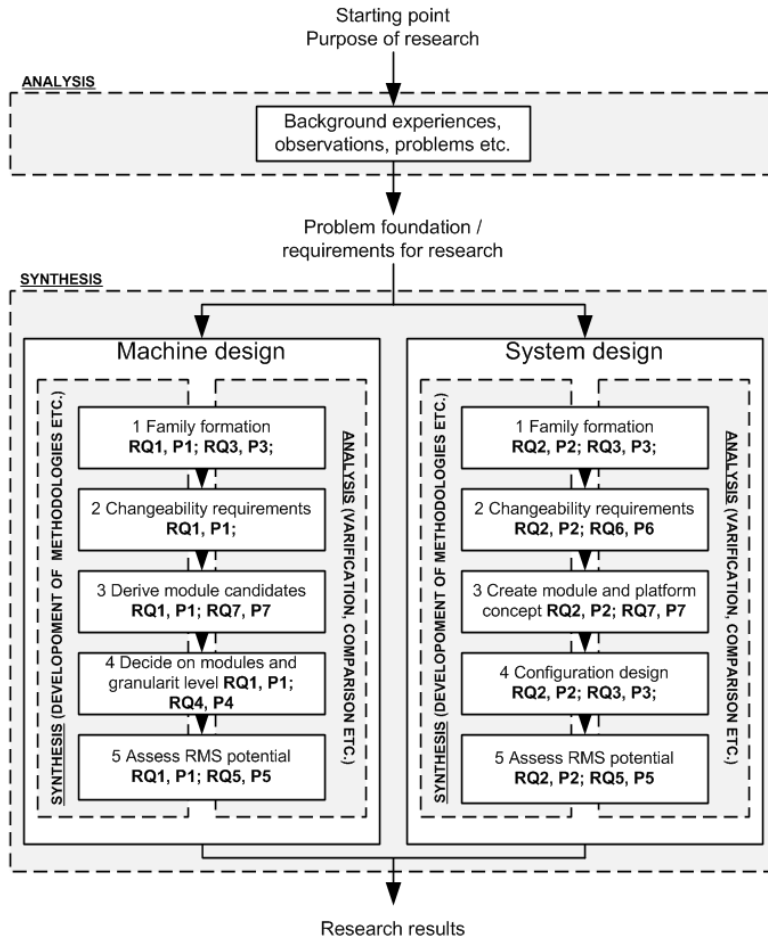 Starting point
Purpose of research
ANALYSIS
Background experiences,
observations, problems etc.
Problem foundation /
requirements for research
SYNTHESIS
Machine design
SYNTHESIS (DEVELOPOMENT OF METHODOLOGIES ETC.)
1 Family formation
RQ1, P1; RQ3, P3;
2 Changeability requirements
RQ1, P1;
3 Derive module candidates
RQ1, P1; RQ7, P7
4 Decide on modules and
granularit level RQ1, P1;
RQ4, P4
5 Assess RMS potential
RQ1, P1; RQ5, P5
ANALYSIS (VARIFICATION, COMPARISON ETC.)
System design
SYNTHESIS (DEVELOPOMENT OF METHODOLOGIES ETC.)
1 Family formation
RQ2, P2; RQ3, P3;
2 Changeability requirements
RQ2, P2; RQ6, P6
3 Create module and platform
concept RQ2, P2; RQ7, P7
4 Configuration design
RQ2, P2; RQ3, P3;
5 Assess RMS potential
RQ2, P2; RQ5, P5
ANALYSIS (VARIFICATION, COMPARISON ETC.)
Research results